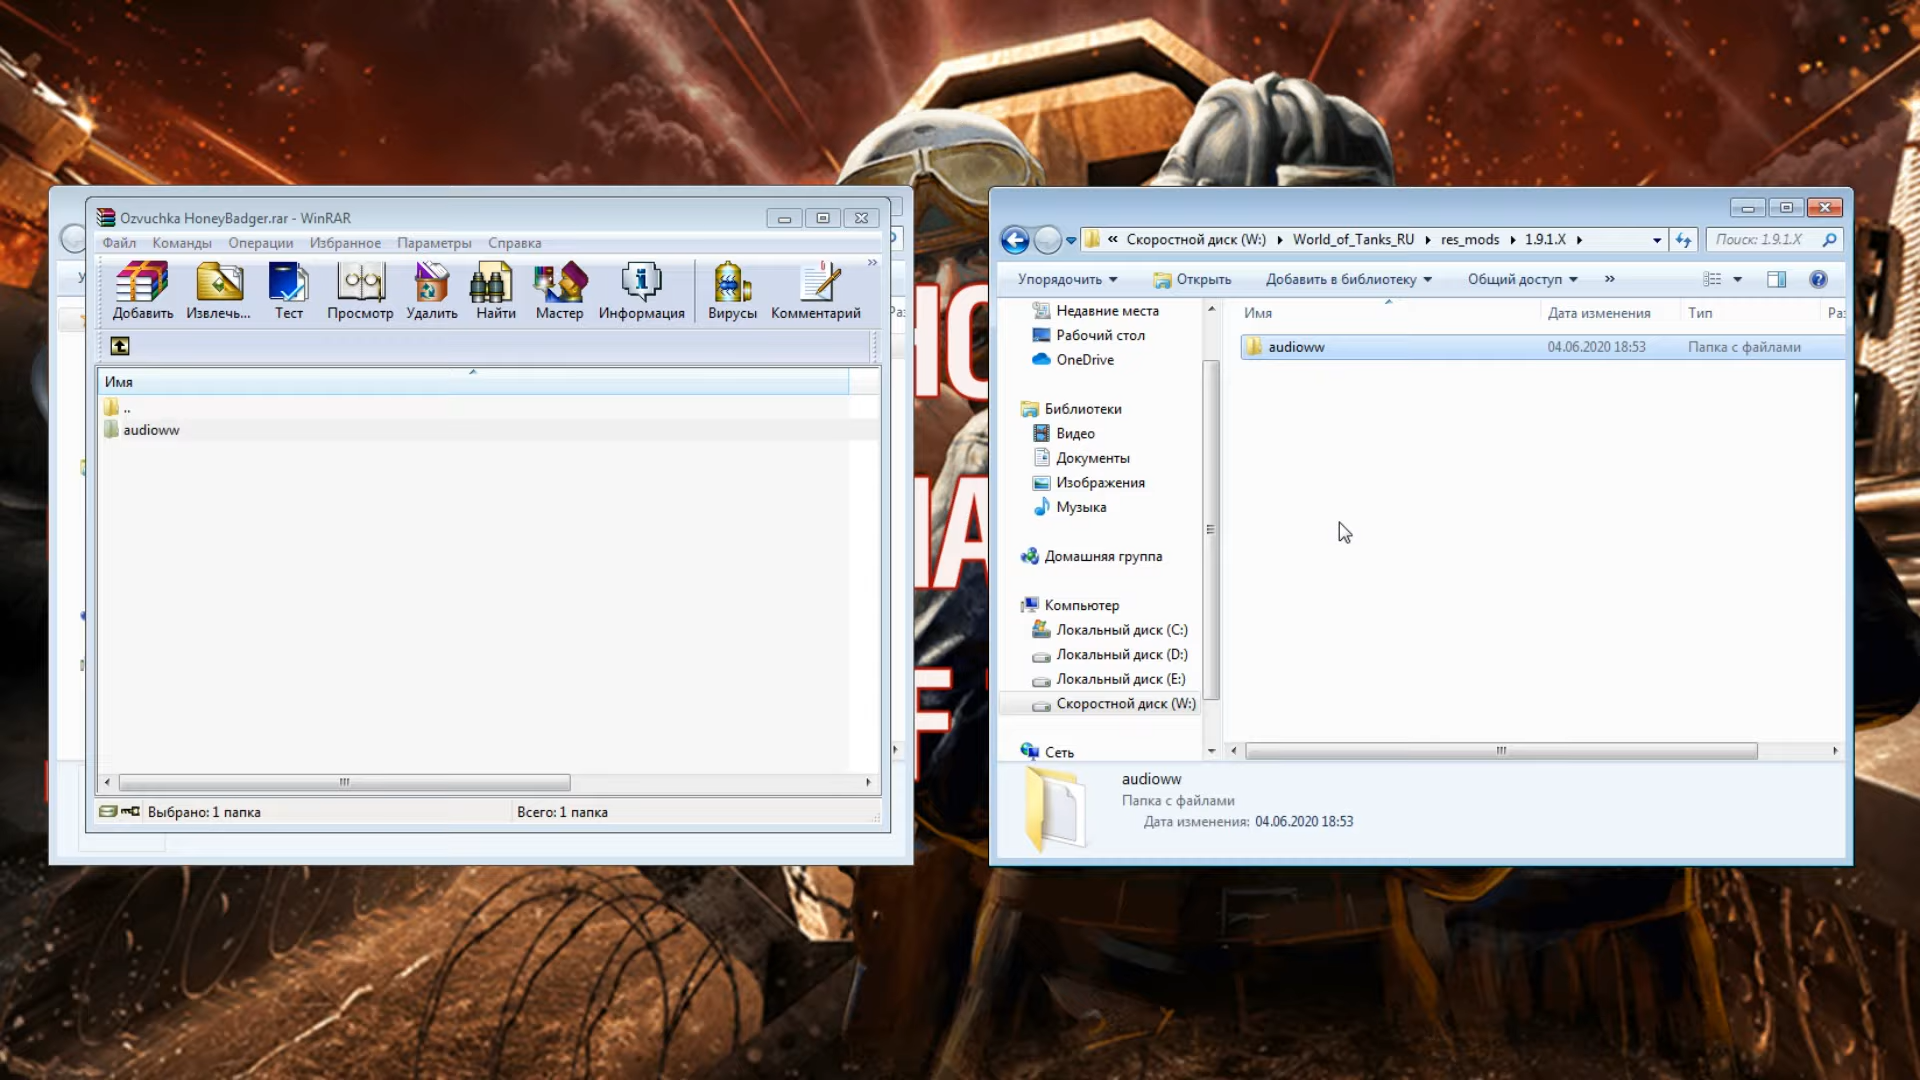 Ozvuchka HoneyBadger.rar - WinRAR
Файл Команды Операции Избранное Параметры Справка
Добавить Извлечь... Тест Просмотр Удалить Найти Мастер Информация Вирусы Комментарий
Имя
..
audioww
Выбрано: 1 папка Всего: 1 папка
« Скоростной диск (W:) World_of_Tanks_RU res_mods 1.9.1.X
Поиск: 1.9.1.X
Упорядочить Открыть Добавить в библиотеку Общий доступ »
Недавние места
Рабочий стол
OneDrive
Библиотеки
Видео
Документы
Изображения
Музыка
Домашняя группа
Компьютер
Локальный диск (C:)
Локальный диск (D:)
Локальный диск (E:)
Скоростной диск (W:)
Сеть
Имя Дата изменения Тип Ра
audioww 04.06.2020 18:53 Папка с файлами
audioww
Папка с файлами
Дата изменения: 04.06.2020 18:53